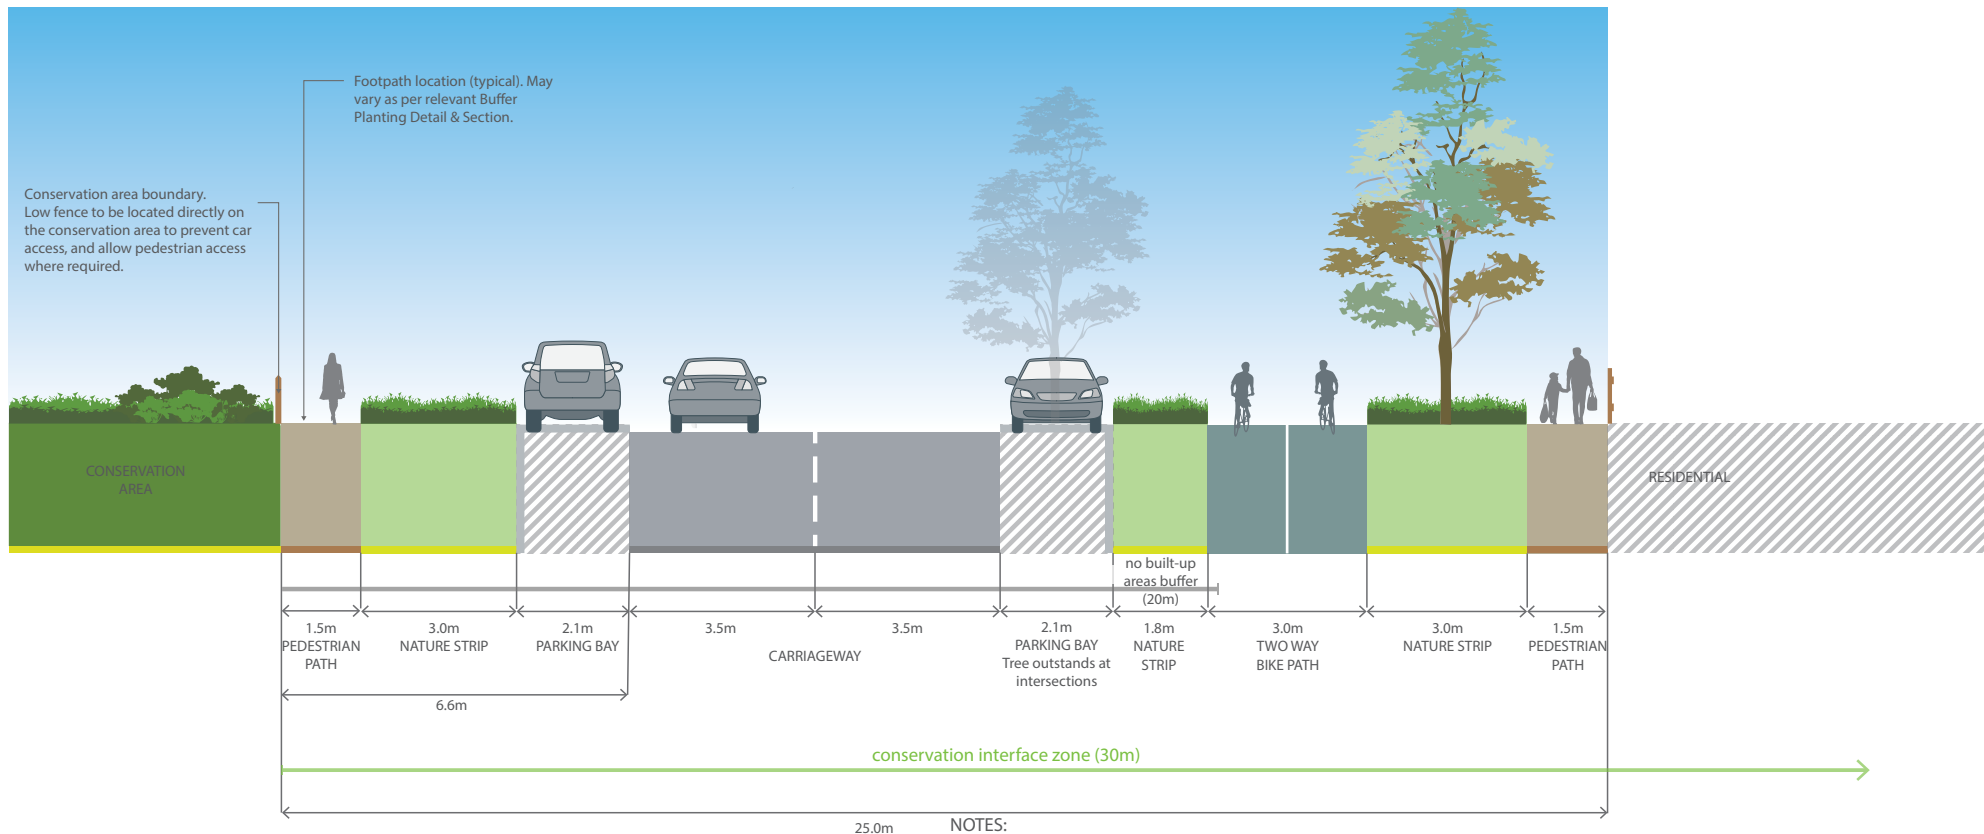 Footpath location (typical). May
vary as per relevant Buffer
Planting Detail & Section.
Conservation area boundary.
Low fence to be located directly on
the conservation area to prevent car
access, and allow pedestrian access
where required.
CONSERVATION
AREA
RESIDENTIAL
no built-up
areas buffer
(20m)
1.5m
PEDESTRIAN
PATH
3.0m
NATURE STRIP
2.1m
PARKING BAY
3.5m
3.5m
CARRIAGEWAY
2.1m
PARKING BAY
Tree outstands at
intersections
1.8m
NATURE
STRIP
3.0m
TWO WAY
BIKE PATH
3.0m
NATURE STRIP
1.5m
PEDESTRIAN
PATH
6.6m
conservation interface zone (30m)
25.0m
NOTES: